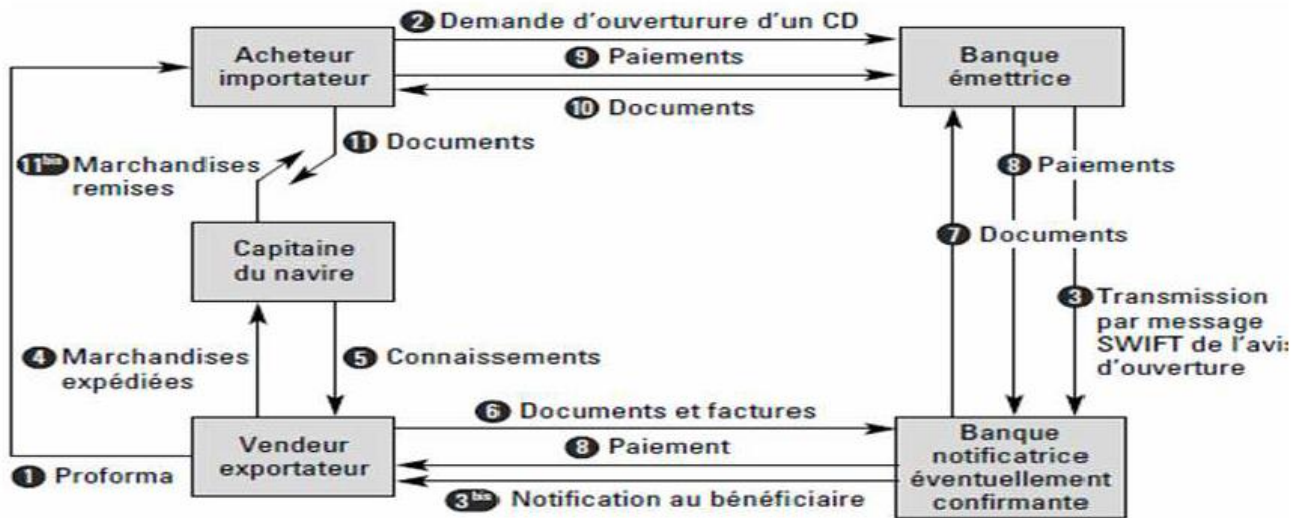 2 Demande d'ouverturure d'un CD
Acheteur
importateur
9 Paiements
Banque
émettrice
10 Documents
11 Documents
11bis Marchandises
remises
8 Paiements
Capitaine
du navire
7 Documents
3 Transmission
par message
SWIFT de l'avis
d'ouverture
4 Marchandises
expédiées
5 Connaissements
6 Documents et factures
Vendeur
exportateur
8 Paiement
Banque
notificatrice
éventuellement
confirmante
1 Proforma
3bis Notification au bénéficiaire